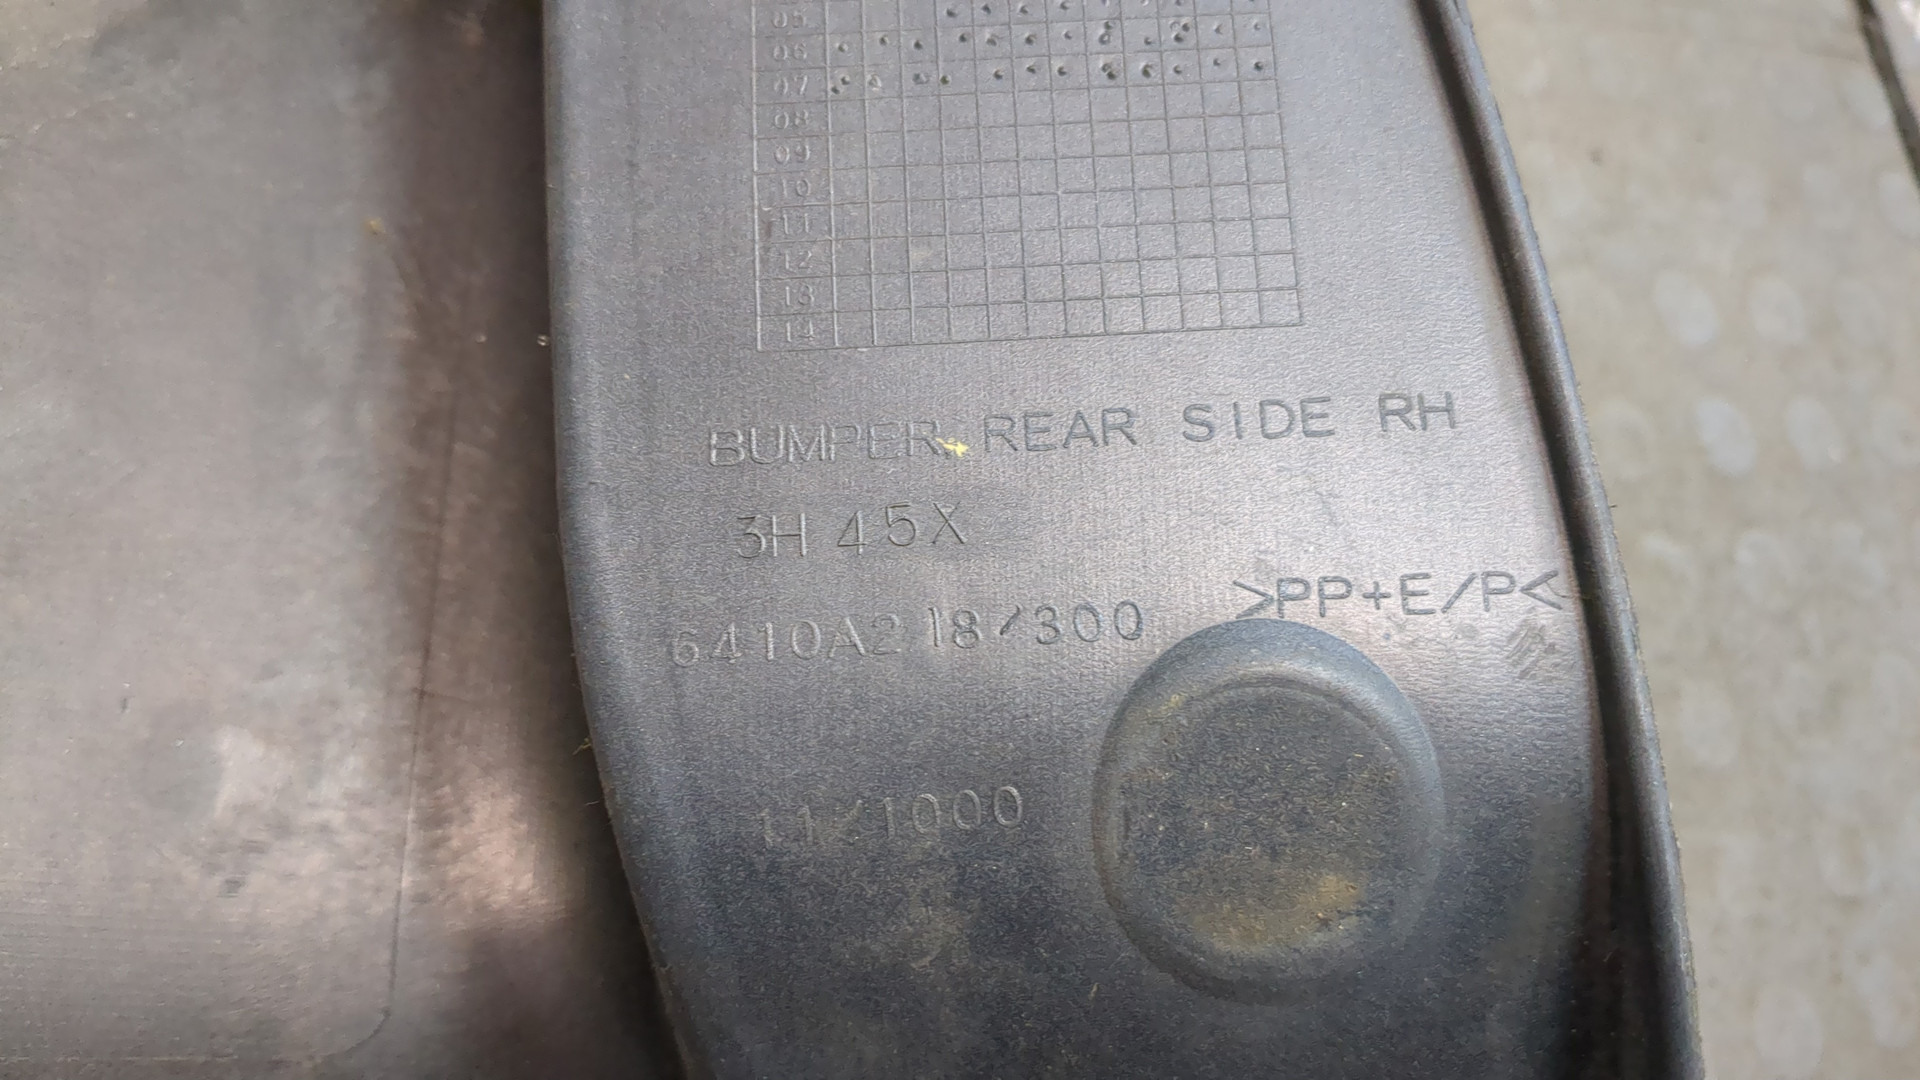 05
06
07
08
09
10
11
12
13
14
BUMPER REAR SIDE RH
3H 45X
>PP+E/P<
6410A218/300
11/1000